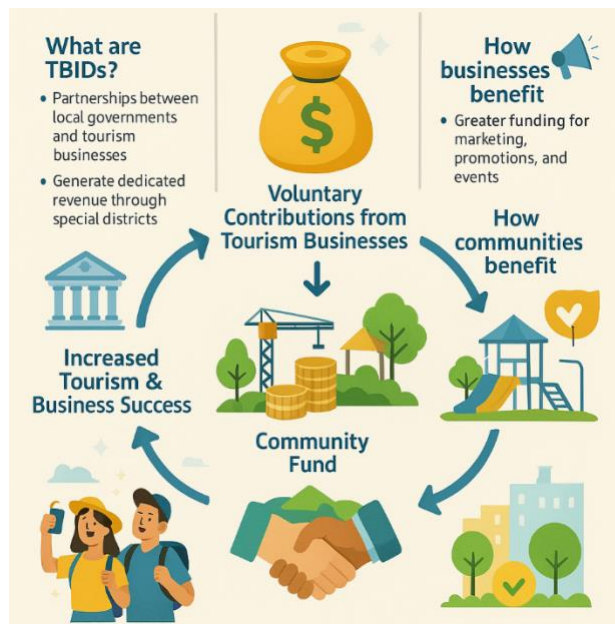 What are
TBIDs?
• Partnerships between
local governments
and tourism
businesses
• Generate dedicated
revenue through
special districts
$
Voluntary
Contributions from
Tourism Businesses
How
businesses
benefit
• Greater funding for
marketing,
promotions, and
events
How
communities
benefit
Increased
Tourism &
Business Success
Community
Fund